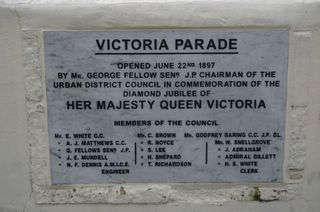 VICTORIA PARADE
OPENED JUNE 22ND 1897
BY MR. GEORGE FELLOW SENR J.P. CHAIRMAN OF THE
URBAN DISTRICT COUNCIL IN COMMEMORATION OF THE
DIAMOND JUBILEE OF
HER MAJESTY QUEEN VICTORIA
MEMBERS OF THE COUNCIL
MR. E. WHITE C.C. MR. C. BROWN MR. GODFREY BARING C.C. J.P. D.L.
" A. J. MATTHEWS C.C. " R. NOYCE MR. W. SNELLGROVE
" G. FELLOWS SENR J.P. " S. LEE " J. ABRAHAM
" J. E. MUNDELL " H. SHEPARD " ADMIRAL GILLETT
" N. F. DENNIS A.M.I.C.E. " T. RICHARDSON " H. S. WHITE
ENGINEER CLERK